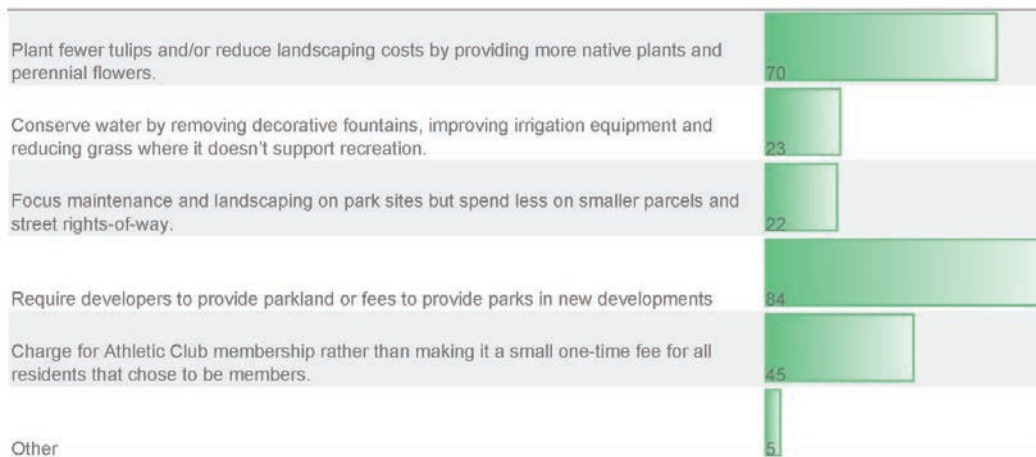 Plant fewer tulips and/or reduce landscaping costs by providing more native plants and
perennial flowers.
70
Conserve water by removing decorative fountains, improving irrigation equipment and
reducing grass where it doesn't support recreation.
23
Focus maintenance and landscaping on park sites but spend less on smaller parcels and
street rights-of-way.
22
Require developers to provide parkland or fees to provide parks in new developments
84
Charge for Athletic Club membership rather than making it a small one-time fee for all
residents that chose to be members.
45
Other
5